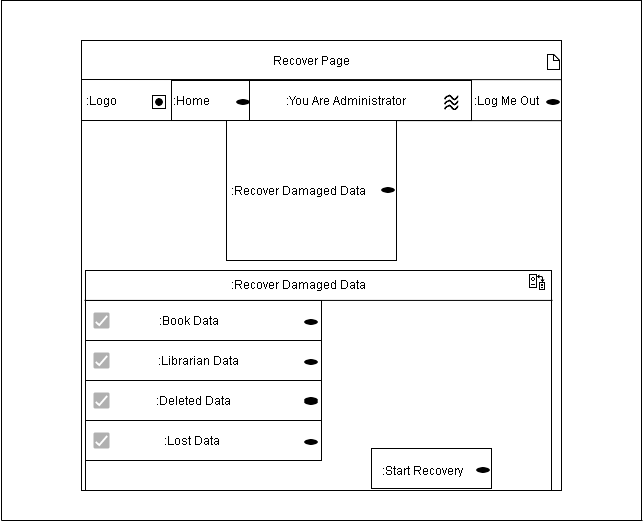 Recover Page
:Logo
:Home
:You Are Administrator
:Log Me Out
:Recover Damaged Data
:Recover Damaged Data
:Book Data
:Librarian Data
:Deleted Data
:Lost Data
:Start Recovery